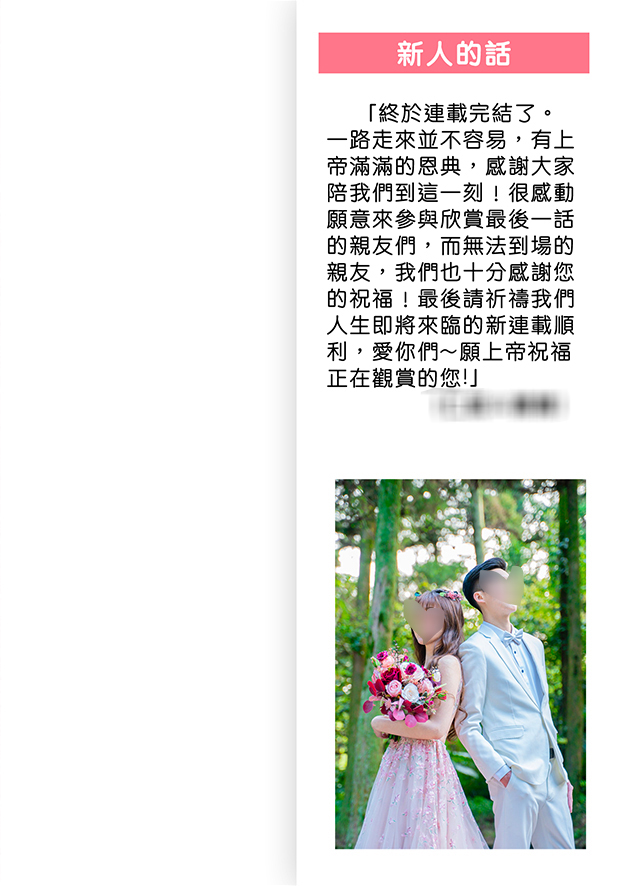 新人的話
「終於連載完結了。
一路走來並不容易，有上
帝滿滿的恩典，感謝大家
陪我們到這一刻！很感動
願意來參與欣賞最後一話
的親友們，而無法到場的
親友，我們也十分感謝您
的祝福！最後請祈禱我們
人生即將來臨的新連載順
利，愛你們~願上帝祝福
正在觀賞的您!」